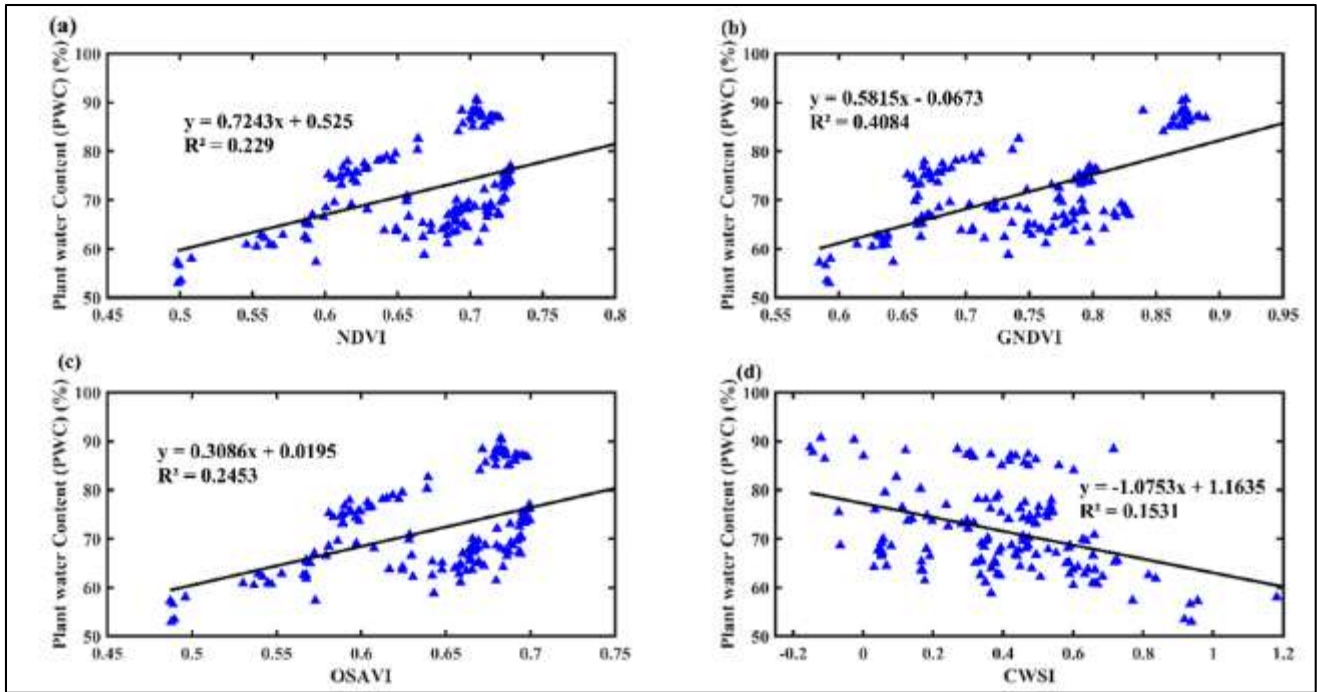 (a)
Plant water Content (PWC) (%)
100
90
80
70
60
50
y = 0.7243x + 0.525
R² = 0.229
0.45 0.5 0.55 0.6 0.65 0.7 0.75 0.8
NDVI
(b)
Plant water Content (PWC) (%)
100
90
80
70
60
50
y = 0.5815x - 0.0673
R² = 0.4084
0.55 0.6 0.65 0.7 0.75 0.8 0.85 0.9 0.95
GNDVI
(c)
Plant water Content (PWC) (%)
100
90
80
70
60
50
y = 0.3086x + 0.0195
R² = 0.2453
0.45 0.5 0.55 0.6 0.65 0.7 0.75
OSAVI
(d)
Plant water Content (PWC) (%)
100
90
80
70
60
50
y = -1.0753x + 1.1635
R² = 0.1531
-0.2 0 0.2 0.4 0.6 0.8 1 1.2
CWSI